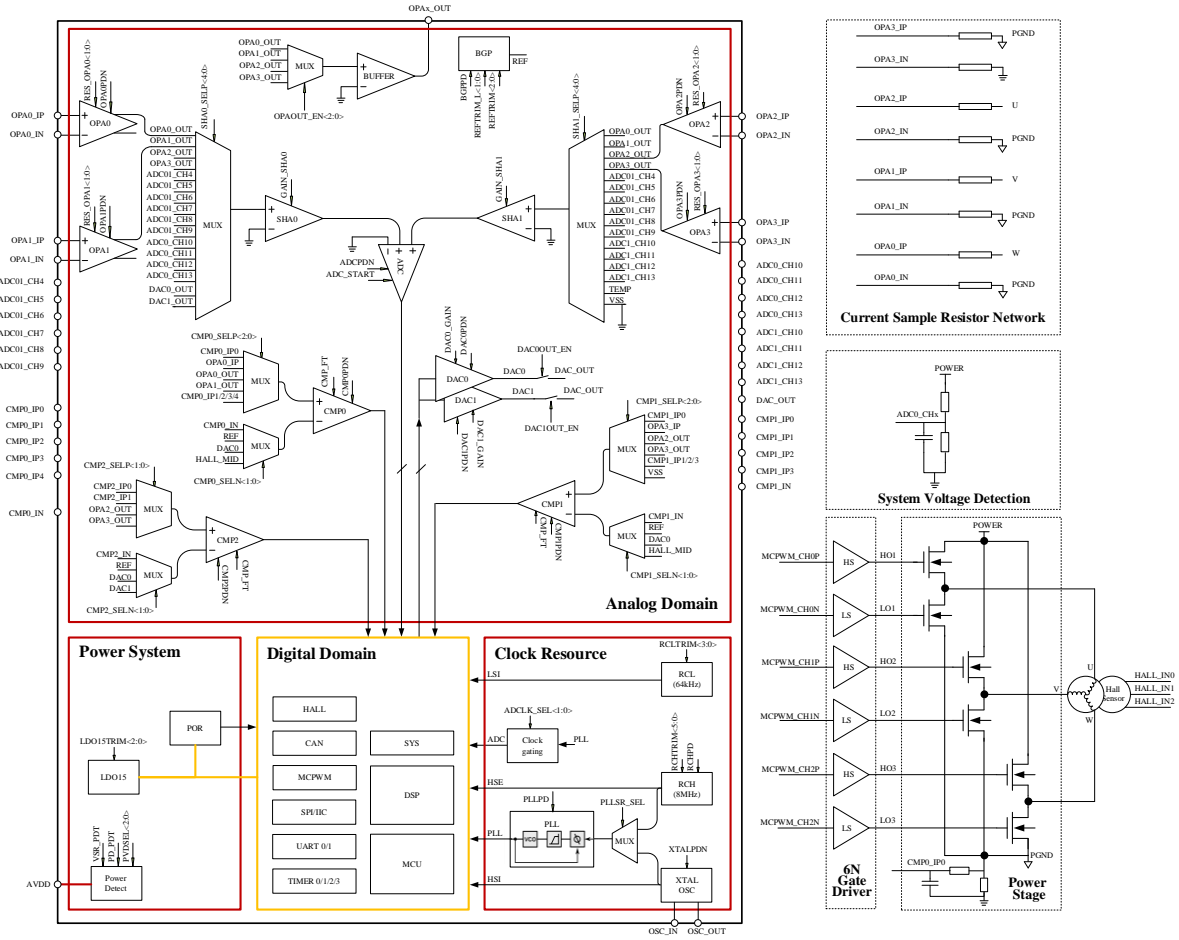 OPAx_OUT
OPA0_OUT
OPA1_OUT
OPA2_OUT
OPA3_OUT
MUX
BUFFER
OPAOUT_EN<2:0>
BGP
REF
BGPPD
REFTRIM_L<1:0>
REFTRIM<2:0>
RES_OPA0<1:0>
OPA0PDN
OPA0_IP
OPA0_IN
OPA0
SHA0_SELP<4:0>
OPA0_OUT
OPA1_OUT
OPA2_OUT
OPA3_OUT
ADC01_CH4
ADC01_CH5
ADC01_CH6
ADC01_CH7
ADC01_CH8
ADC01_CH9
ADC0_CH10
ADC0_CH11
ADC0_CH12
ADC0_CH13
DAC0_OUT
DAC1_OUT
MUX
RES_OPA1<1:0>
OPA1PDN
OPA1_IP
OPA1_IN
OPA1
GAIN_SHA0
SHA0
GAIN_SHA1
SHA1
ADCPDN
ADC_START
ADC
SHA1_SELP<4:0>
MUX
OPA0_OUT
OPA1_OUT
OPA2_OUT
OPA3_OUT
ADC01_CH4
ADC01_CH5
ADC01_CH6
ADC01_CH7
ADC01_CH8
ADC01_CH9
ADC1_CH10
ADC1_CH11
ADC1_CH12
ADC1_CH13
TEMP
VSS
OPA2PDN
RES_OPA2<1:0>
OPA2
OPA2_IP
OPA2_IN
OPA3PDN
RES_OPA3<1:0>
OPA3
OPA3_IP
OPA3_IN
ADC01_CH4
ADC01_CH5
ADC01_CH6
ADC01_CH7
ADC01_CH8
ADC01_CH9
CMP0_IP0
CMP0_IP1
CMP0_IP2
CMP0_IP3
CMP0_IP4
CMP0_IN
ADC0_CH10
ADC0_CH11
ADC0_CH12
ADC0_CH13
ADC1_CH10
ADC1_CH11
ADC1_CH12
ADC1_CH13
DAC_OUT
CMP1_IP0
CMP1_IP1
CMP1_IP2
CMP1_IP3
CMP1_IN
CMP0_SELP<2:0>
CMP0_IP0
OPA0_IP
OPA0_OUT
OPA1_OUT
CMP0_IP1/2/3/4
MUX
CMP_FT
CMP0PDN
CMP0
CMP0_IN
REF
DAC0
HALL_MID
MUX
CMP0_SELN<1:0>
DAC0_GAIN
DAC0PDN
DAC0
DAC1
DAC1PDN
DAC1_GAIN
DAC0
DAC0OUT_EN
DAC_OUT
DAC1
DAC_OUT
DAC1OUT_EN
CMP1_SELP<2:0>
MUX
CMP1_IP0
OPA3_IP
OPA2_OUT
OPA3_OUT
CMP1_IP1/2/3
VSS
CMP1
CMP_FT
CMP1PDN
MUX
CMP1_IN
REF
DAC0
HALL_MID
CMP1_SELN<1:0>
CMP2_SELP<1:0>
CMP2_IP0
CMP2_IP1
OPA2_OUT
OPA3_OUT
MUX
CMP2
CMP2PDN
CMP_FT
CMP2_IN
REF
DAC0
DAC1
MUX
CMP2_SELN<1:0>
Analog Domain
Power System
POR
LDO15TRIM<2:0>
LDO15
VSR_PDT
PD_PDT
PVDSEL<2:0>
Power
Detect
AVDD
Digital Domain
HALL
CAN
MCPWM
SPI/IIC
UART 0/1
TIMER 0/1/2/3
SYS
DSP
MCU
Clock Resource
RCLTRIM<3:0>
LSI
RCL
(64kHz)
ADCLK_SEL<1:0>
ADC
Clock
gating
PLL
RCHTRIM<5:0>
RCHPD
HSE
RCH
(8MHz)
PLLPD
PLLSR_SEL
PLL
PLL
VCO
MUX
XTALPDN
HSI
XTAL
OSC
OSC_IN
OSC_OUT
OPA3_IP
PGND
OPA3_IN
OPA2_IP
U
OPA2_IN
PGND
OPA1_IP
V
OPA1_IN
PGND
OPA0_IP
W
OPA0_IN
PGND
Current Sample Resistor Network
POWER
ADC0_CHx
System Voltage Detection
POWER
MCPWM_CH0P
HS
HO1
MCPWM_CH0N
LS
LO1
MCPWM_CH1P
HS
HO2
MCPWM_CH1N
LS
LO2
MCPWM_CH2P
HS
HO3
MCPWM_CH2N
LS
LO3
U
V
W
Hall
Sensor
HALL_IN0
HALL_IN1
HALL_IN2
PGND
CMP0_IP0
6N
Gate
Driver
Power
Stage